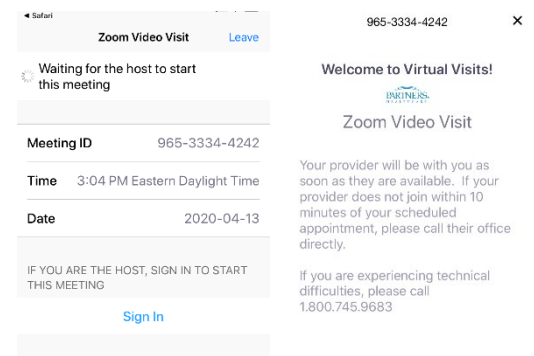 Safari
Zoom Video Visit
Leave
Waiting for the host to start
this meeting
Meeting ID 965-3334-4242
Time 3:04 PM Eastern Daylight Time
Date 2020-04-13
IF YOU ARE THE HOST, SIGN IN TO START
THIS MEETING
Sign In
965-3334-4242
Welcome to Virtual Visits!
PARTNERS.
HEALTHCARE
Zoom Video Visit
Your provider will be with you as
soon as they are available. If your
provider does not join within 10
minutes of your scheduled
appointment, please call their office
directly.
If you are experiencing technical
difficulties, please call
1.800.745.9683